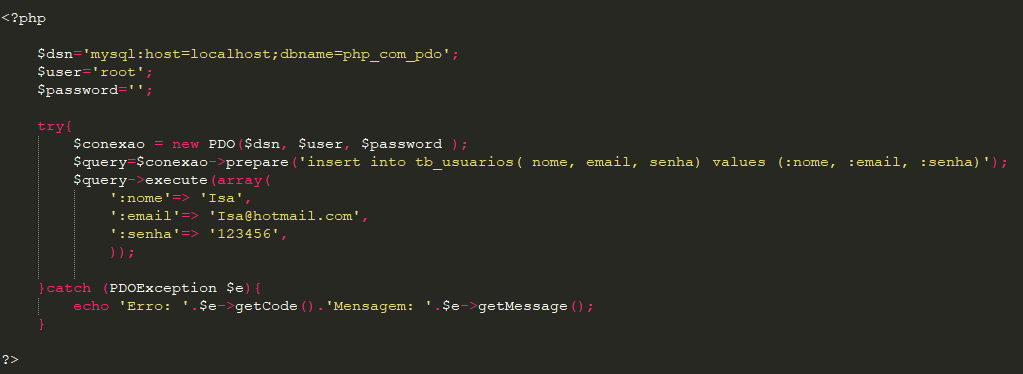 <?php
$dsn='mysql:host=localhost;dbname=php_com_pdo';
$user='root';
$password='';
try{
$conexao = new PDO($dsn, $user, $password );
$query=$conexao->prepare('insert into tb_usuarios( nome, email, senha) values (:nome, :email, :senha)');
$query->execute(array(
':nome'=> 'Isa',
':email'=> 'Isa@hotmail.com',
':senha'=> '123456',
));
}catch (PDOException $e){
echo 'Erro: '.$e->getCode().'Mensagem: '.$e->getMessage();
}
?>